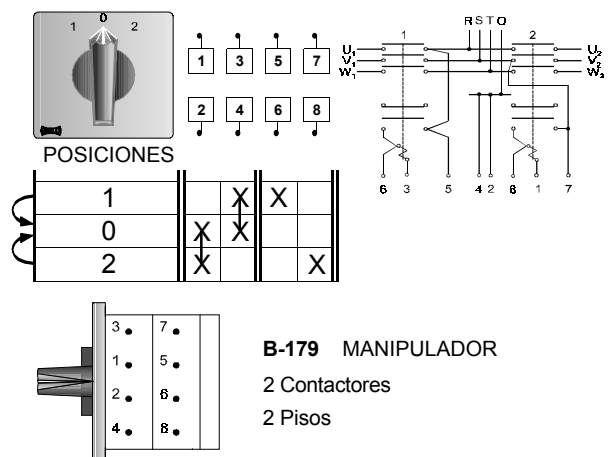 0
1 2
R S T O
1 2
U₁ U₂
V₁ V₂
W₁ W₂
1 3 5 7
2 4 6 8
6 3 5 4 2 6 1 7
POSICIONES
1 X X
0 X X
2 X X
3 7
1 5
2 6
4 8
B-179 MANIPULADOR
2 Contactores
2 Pisos